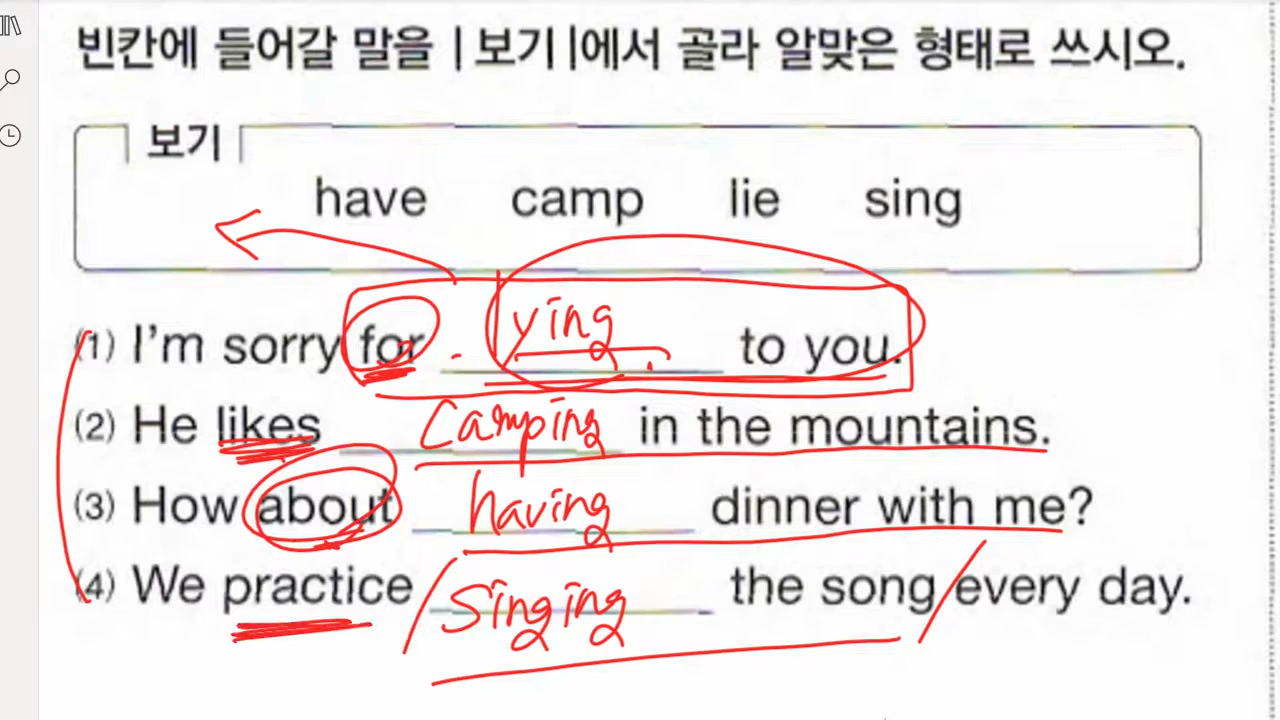 빈칸에 들어갈 말을 | 보기 |에서 골라 알맞은 형태로 쓰시오.
보기
have camp lie sing
(1) I'm sorry for lying to you.
(2) He likes camping in the mountains.
(3) How about having dinner with me?
(4) We practice singing the song every day.